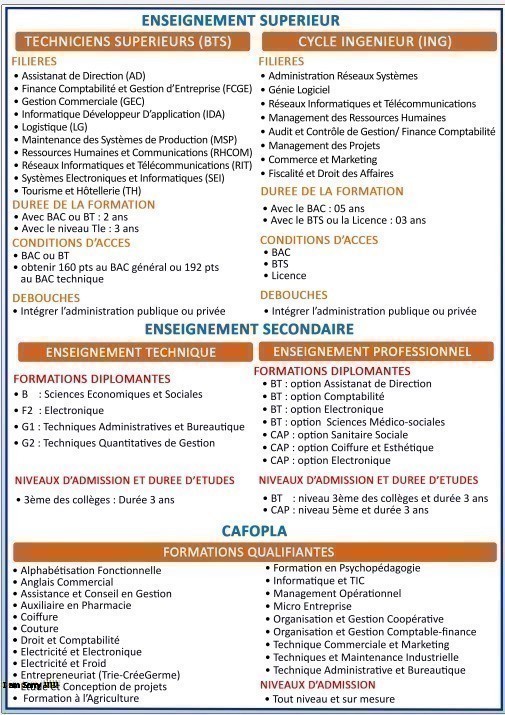 ENSEIGNEMENT SUPERIEUR
TECHNICIENS SUPERIEURS (BTS)
FILIERES
• Assistanat de Direction (AD)
• Finance Comptabilité et Gestion d'Entreprise (FCGE)
• Gestion Commerciale (GEC)
• Informatique Développeur D'application (IDA)
• Logistique (LG)
• Maintenance des Systèmes de Production (MSP)
• Ressources Humaines et Communications (RHCOM)
• Réseaux Informatiques et Télécommunications (RIT)
• Systèmes Electroniques et Informatiques (SEI)
• Tourisme et Hôtellerie (TH)
DUREE DE LA FORMATION
• Avec BAC ou BT : 2 ans
• Avec le niveau Tle : 3 ans
CONDITIONS D'ACCES
• BAC ou BT
• obtenir 160 pts au BAC général ou 192 pts
au BAC technique
DEBOUCHES
• Intégrer l'administration publique ou privée
CYCLE INGENIEUR (ING)
FILIERES
• Administration Réseaux Systèmes
• Génie Logiciel
• Réseaux Informatiques et Télécommunications
• Management des Ressources Humaines
• Audit et Contrôle de Gestion/ Finance Comptabilité
• Management des Projets
• Commerce et Marketing
• Fiscalité et Droit des Affaires
DUREE DE LA FORMATION
• Avec le BAC : 05 ans
• Avec le BTS ou la Licence : 03 ans
CONDITIONS D'ACCES
• BAC
• BTS
• Licence
DEBOUCHES
• Intégrer l'administration publique ou privée
ENSEIGNEMENT SECONDAIRE
ENSEIGNEMENT TECHNIQUE
FORMATIONS DIPLOMANTES
• B : Sciences Economiques et Sociales
• F2 : Electronique
• G1 : Techniques Administratives et Bureautique
• G2 : Techniques Quantitatives de Gestion
NIVEAUX D'ADMISSION ET DUREE D'ETUDES
• 3ème des collèges : Durée 3 ans
ENSEIGNEMENT PROFESSIONNEL
FORMATIONS DIPLOMANTES
• BT : option Assistanat de Direction
• BT : option Comptabilité
• BT : option Electronique
• BT : option Sciences Médico-sociales
• CAP : option Sanitaire Sociale
• CAP : option Coiffure et Esthétique
• CAP : option Electronique
NIVEAUX D'ADMISSION ET DUREE D'ETUDES
• BT : niveau 3ème des collèges et durée 3 ans
• CAP : niveau 5ème et durée 3 ans
CAFOPLA
FORMATIONS QUALIFIANTES
• Alphabétisation Fonctionnelle
• Anglais Commercial
• Assistance et Conseil en Gestion
• Auxiliaire en Pharmacie
• Coiffure
• Couture
• Droit et Comptabilité
• Electricité et Electronique
• Electricité et Froid
• Entrepreneuriat (Trie-CréeGerme)
et Conception de projets
• Formation à l'Agriculture
• Formation en Psychopédagogie
• Informatique et TIC
• Management Opérationnel
• Micro Entreprise
• Organisation et Gestion Coopérative
• Organisation et Gestion Comptable-finance
• Technique Commerciale et Marketing
• Techniques et Maintenance Industrielle
• Technique Administrative et Bureautique
NIVEAUX D'ADMISSION
• Tout niveau et sur mesure